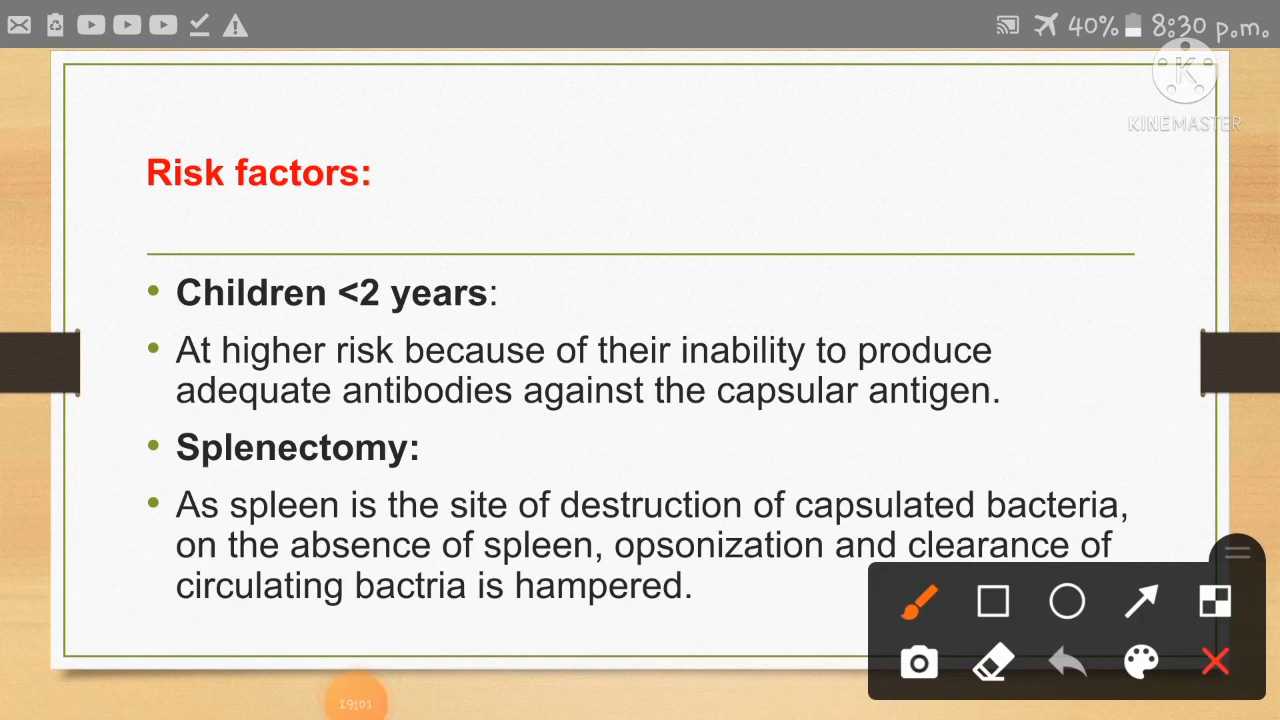 40% 8:30 p.m.
K
KINEMASTER
Risk factors:
• Children <2 years:
• At higher risk because of their inability to produce
adequate antibodies against the capsular antigen.
• Splenectomy:
• As spleen is the site of destruction of capsulated bacteria,
on the absence of spleen, opsonization and clearance of
circulating bactria is hampered.
19:01